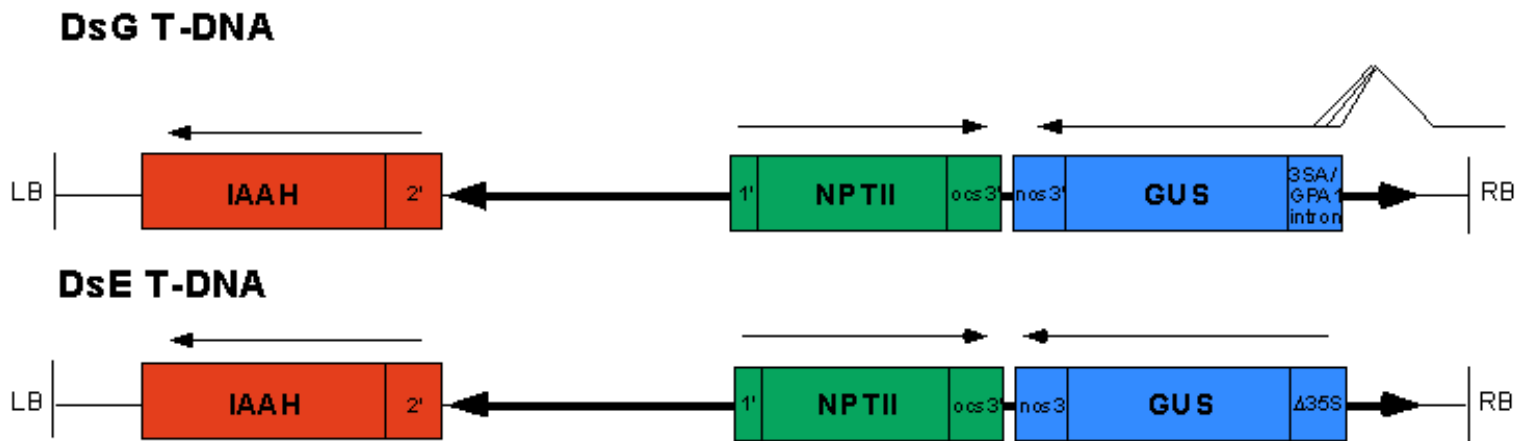 DsG T-DNA
LB IAAH 2' 1' NPTII ocs3' nos3' GUS 3SA/ GPA1 intron RB
DsE T-DNA
LB IAAH 2' 1' NPTII ocs3' nos3 GUS Δ35S RB